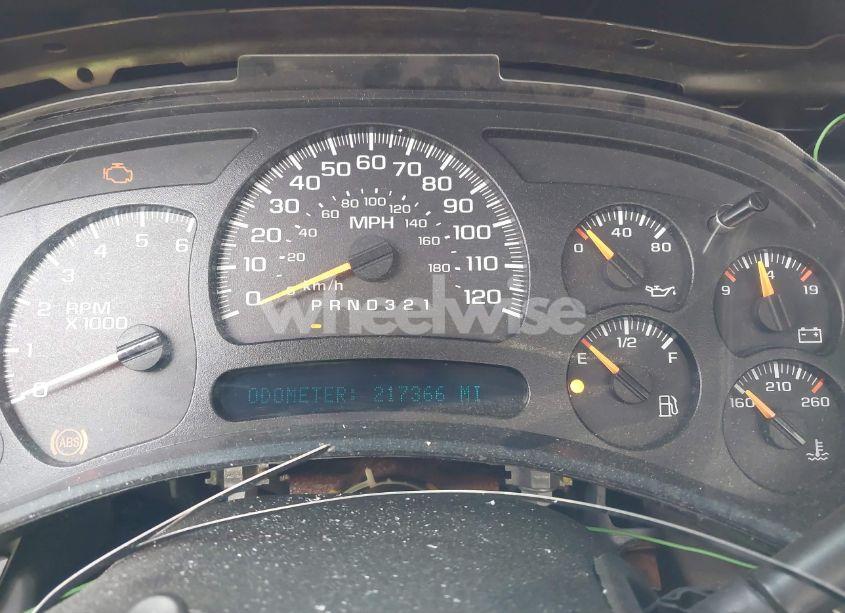 0 1 2 3 4 5 6
RPM
X1000
ABS
0 10 20 30 40 50 60 70 80 90 100 110 120
20 40 60 80 100 120 140 160 180
MPH
km/h
PRND321
wheelwise
ODOMETER: 217366 MI
0 40 80
E 1/2 F
9 14 19
160 210 260